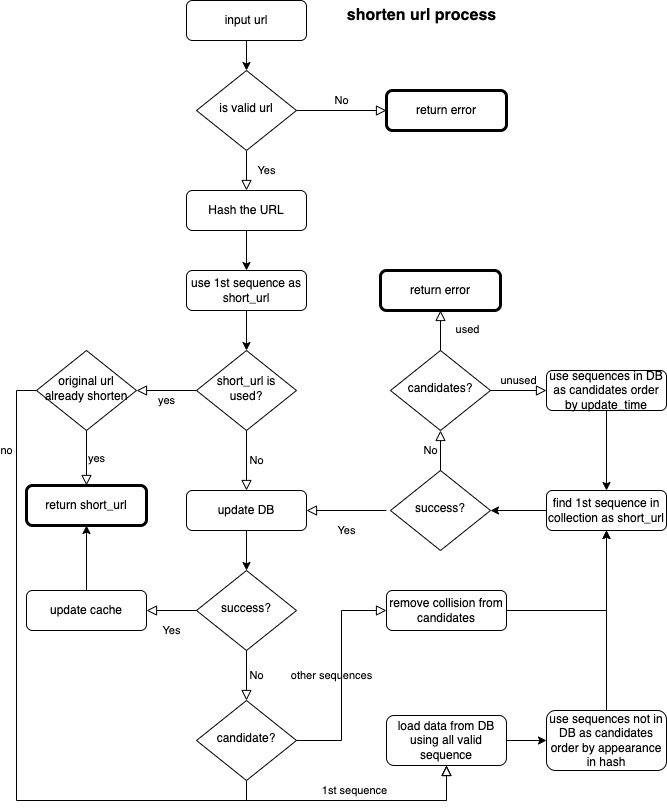 input url
shorten url process
is valid url
No
return error
Yes
Hash the URL
use 1st sequence as
short_url
return error
used
original url
already shorten
yes
short_url is
used?
candidates?
unused
use sequences in DB
as candidates order
by update_time
no
yes
No
No
return short_url
update DB
Yes
success?
find 1st sequence in
collection as short_url
update cache
Yes
success?
remove collision from
candidates
No
other sequences
candidate?
load data from DB
using all valid
sequence
use sequences not in
DB as candidates
order by appearance
in hash
1st sequence